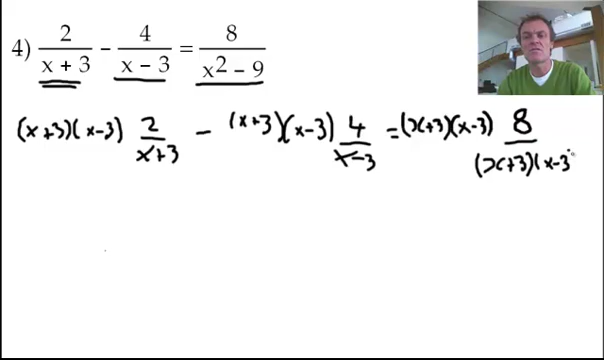 4) 2/(x + 3) − 4/(x − 3) = 8/(x² − 9)
(x+3)(x−3) 2/(x+3) − (x+3)(x−3) 4/(x−3) = (x+3)(x−3) 8/((x+3)(x−3